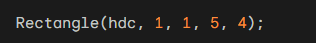 Rectangle(hdc, 1, 1, 5, 4);